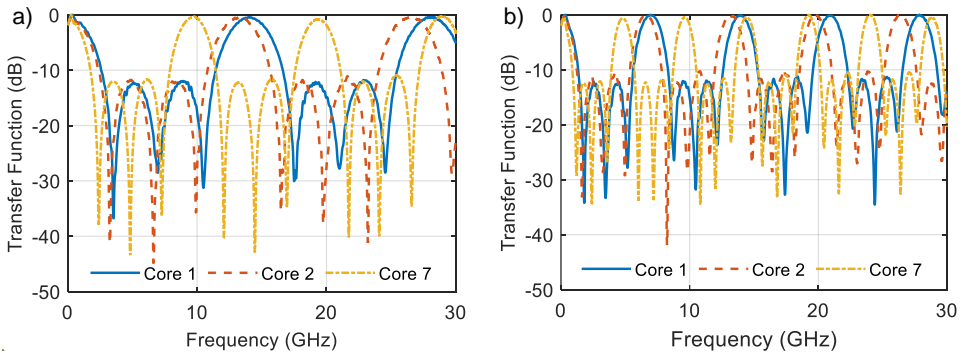 a)
Transfer Function (dB)
0
-10
-20
-30
-40
-50
Core 1 Core 2 Core 7
0 10 20 30
Frequency (GHz)
b)
Transfer Function (dB)
0
-10
-20
-30
-40
-50
Core 1 Core 2 Core 7
0 10 20 30
Frequency (GHz)